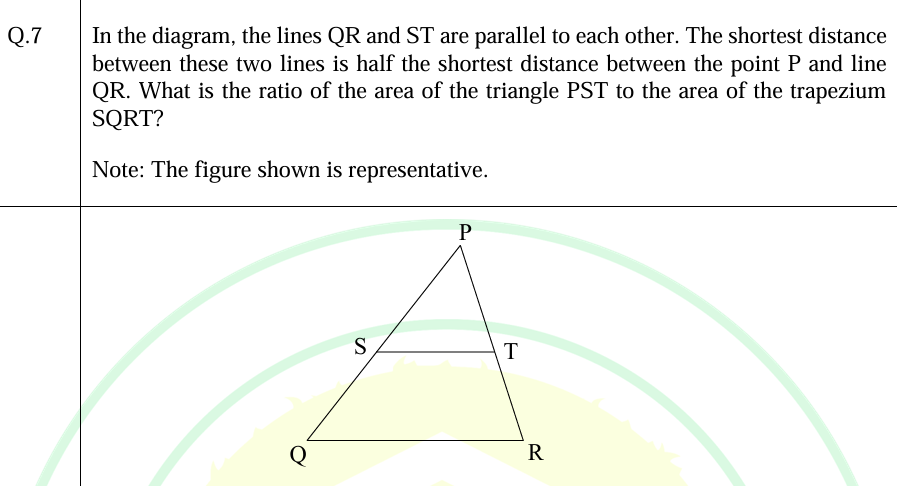 Q.7
In the diagram, the lines QR and ST are parallel to each other. The shortest distance
between these two lines is half the shortest distance between the point P and line
QR. What is the ratio of the area of the triangle PST to the area of the trapezium
SQRT?
Note: The figure shown is representative.
P
S
T
Q
R